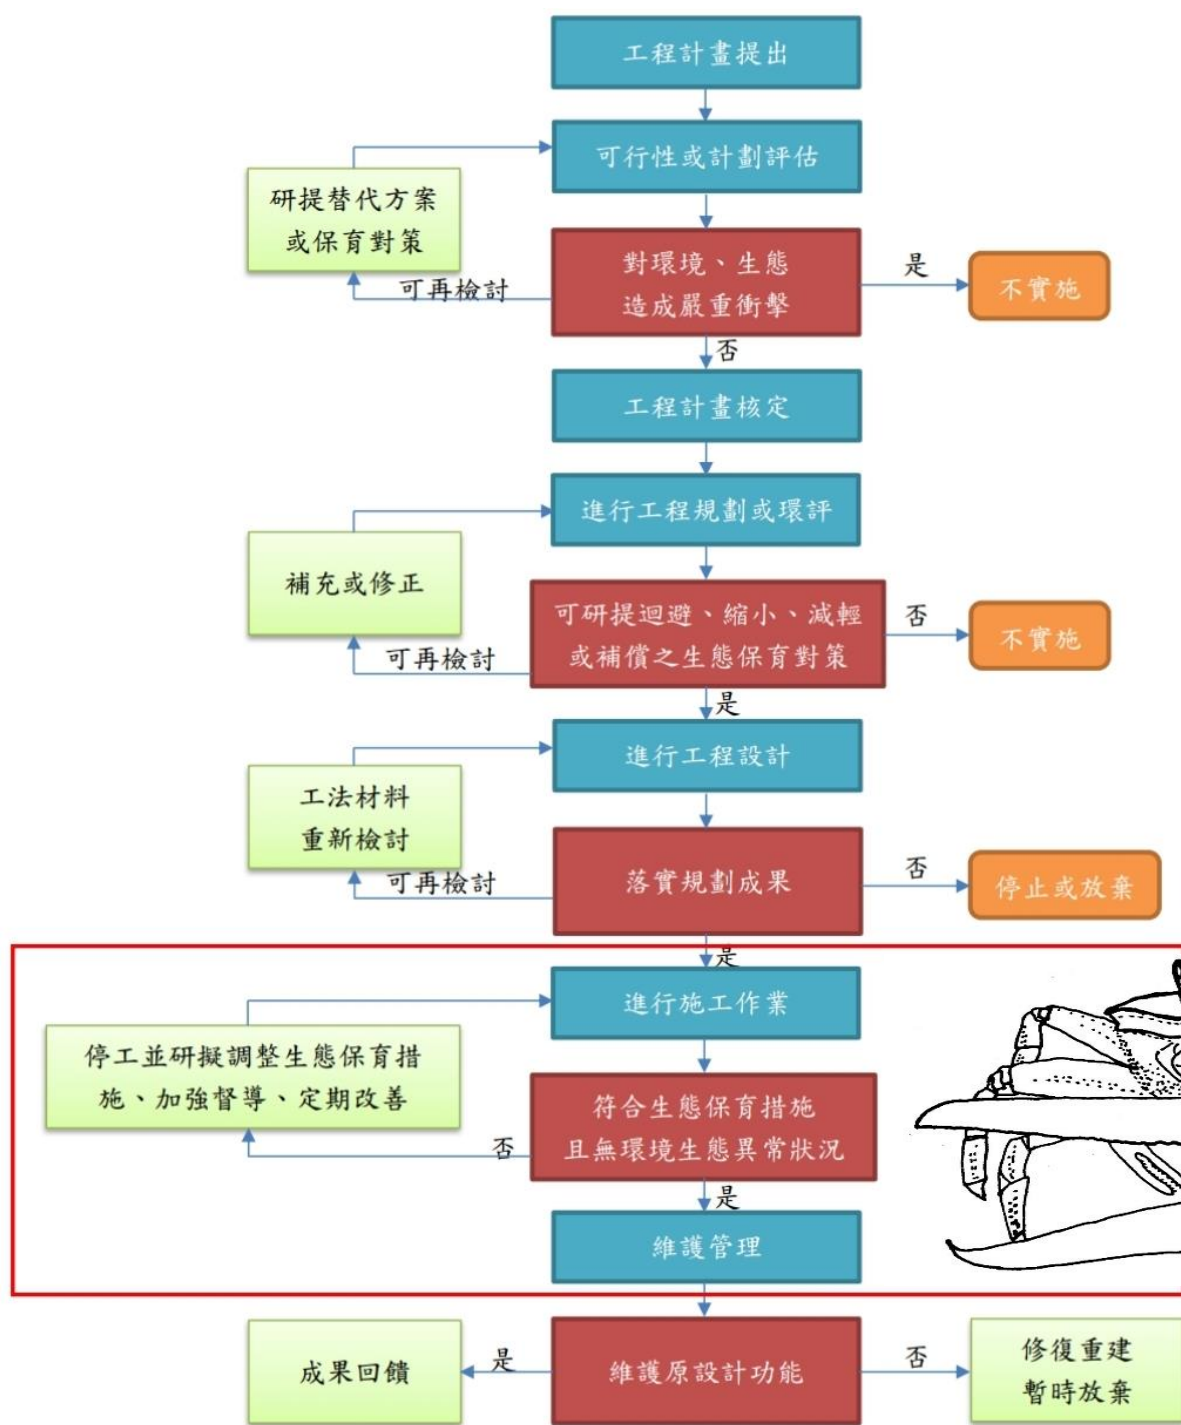 工程計畫提出
可行性或計劃評估
研提替代方案
或保育對策
對環境、生態
造成嚴重衝擊
是
不實施
可再檢討
否
工程計畫核定
進行工程規劃或環評
補充或修正
可研提迴避、縮小、減輕
或補償之生態保育對策
否
不實施
可再檢討
是
進行工程設計
工法材料
重新檢討
落實規劃成果
否
停止或放棄
可再檢討
是
進行施工作業
停工並研擬調整生態保育措
施、加強督導、定期改善
符合生態保育措施
且無環境生態異常狀況
否
是
維護管理
成果回饋
是
維護原設計功能
否
修復重建
暫時放棄